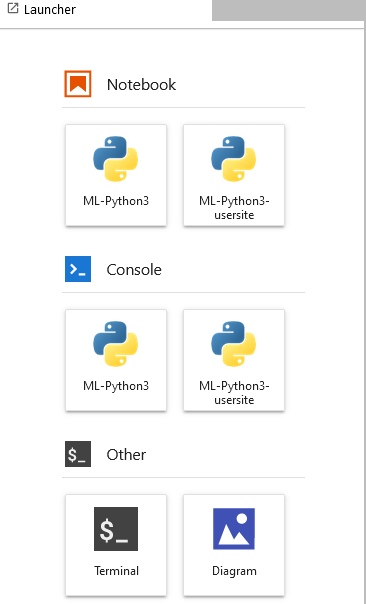 Launcher
Notebook
ML-Python3
ML-Python3-
usersite
Console
ML-Python3
ML-Python3-
usersite
$_
Other
$_
Terminal
Diagram